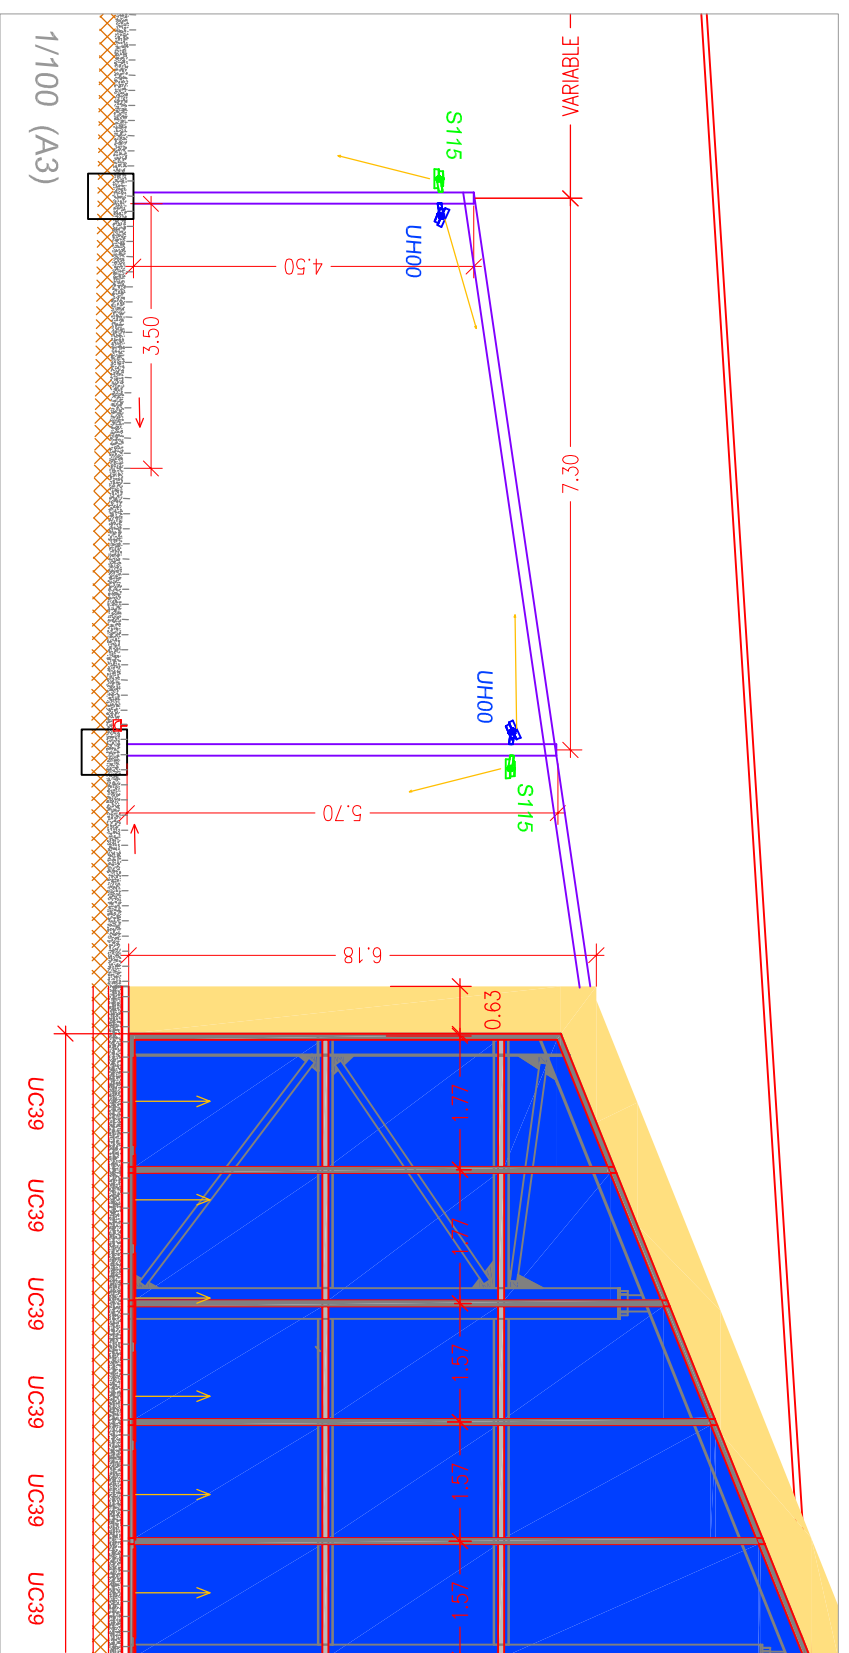 1/100 (A3)
VARIABLE
S115
UH00
4.50
3.50
7.30
UH00
S115
5.70
6.18
0.63
1.77
1.77
1.57
1.57
1.57
UC39
UC39
UC39
UC39
UC39
UC39